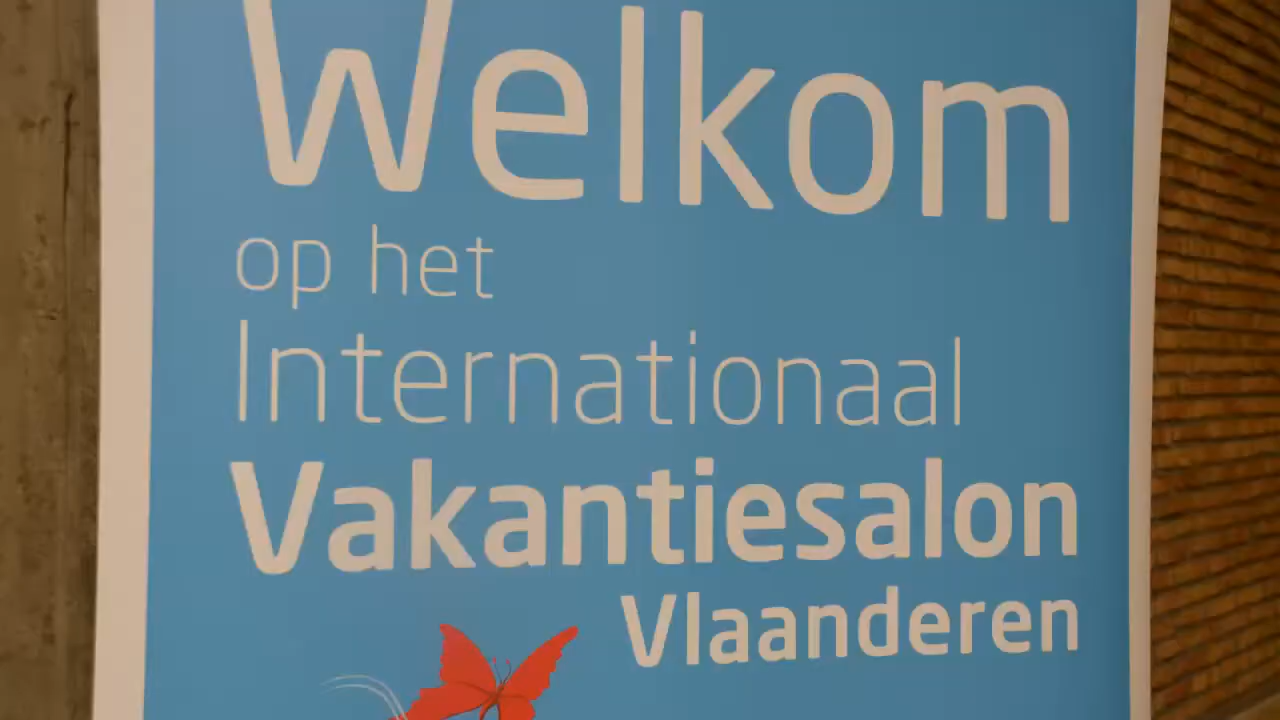 Welkom
op het
Internationaal
Vakantiesalon
Vlaanderen